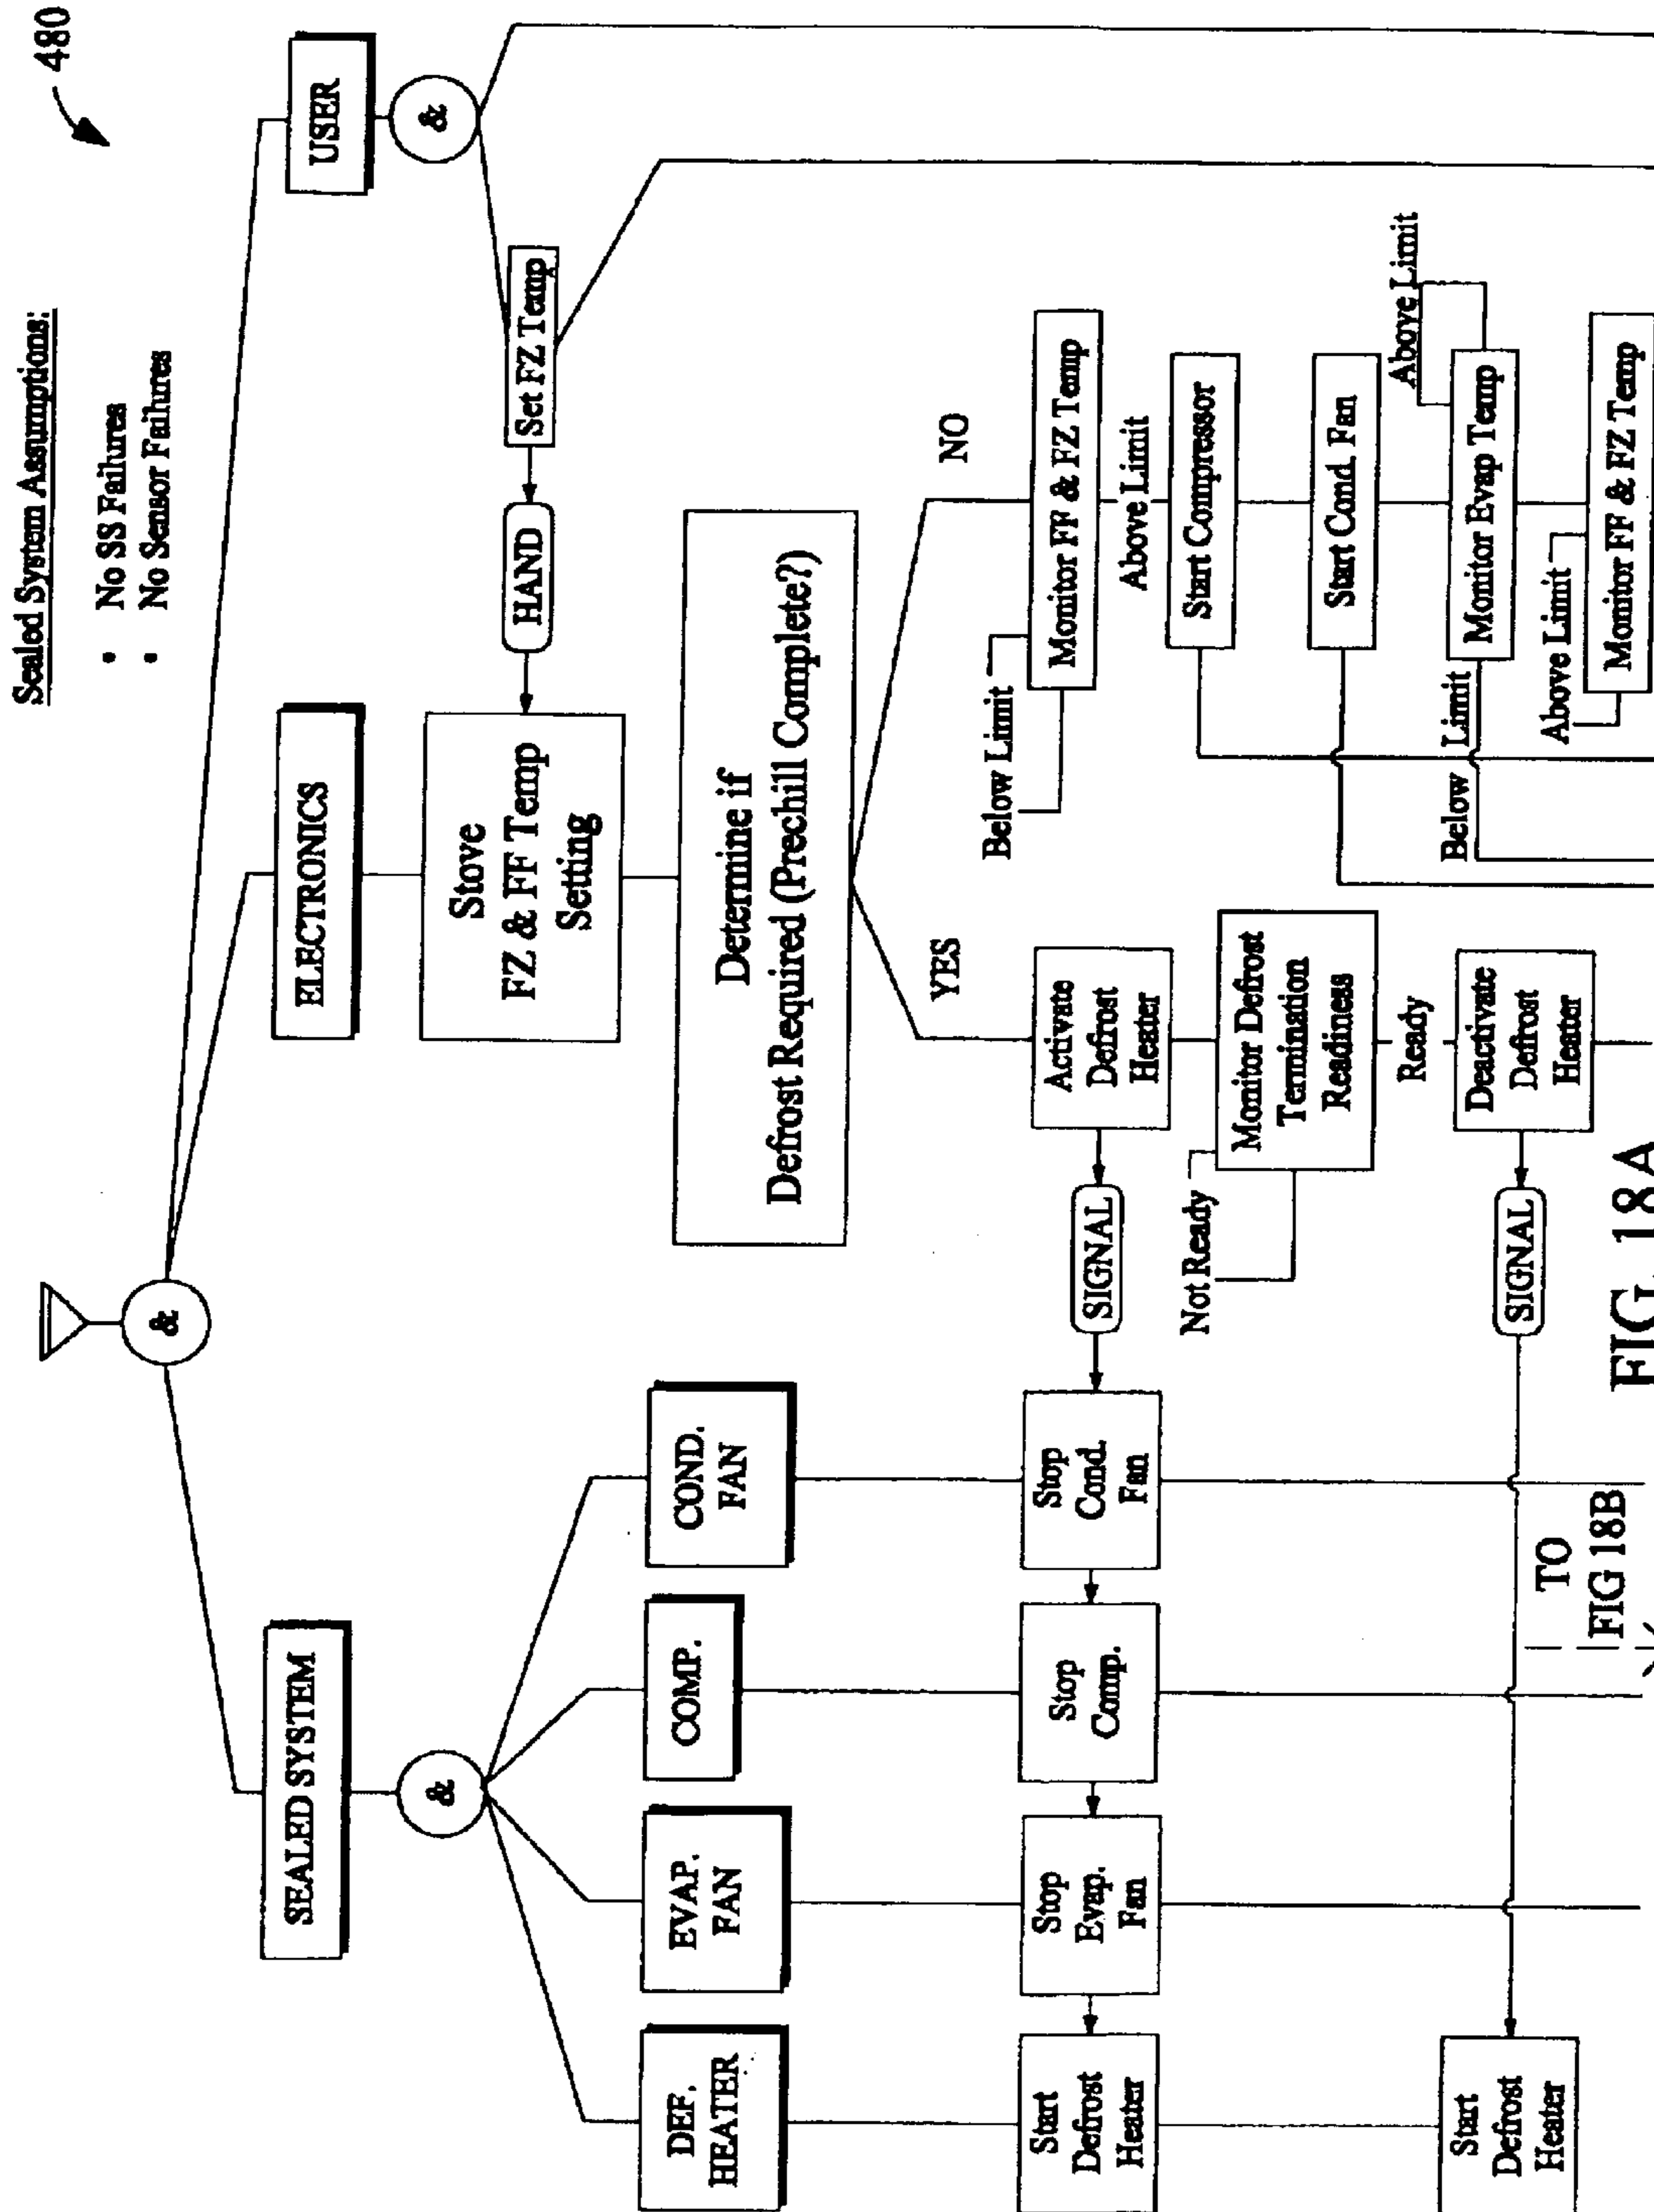 480
Sealed System Assumptions:
• No SS Failures
• No Sensor Failures
&
SEALED SYSTEM
ELECTRONICS
USER
&
&
DEF.
HEATER
EVAP.
FAN
COMP.
COND.
FAN
Stove
FZ & FF Temp
Setting
HAND
Set FZ Temp
Determine if
Defrost Required (Prechill Complete?)
YES
NO
Start
Defrost
Heater
Stop
Evap.
Fan
Stop
Comp.
Stop
Cond.
Fan
SIGNAL
Activate
Defrost
Heater
Below Limit
Monitor FF & FZ Temp
Above Limit
Not Ready
Monitor Defrost
Termination
Readiness
Start Compressor
Ready
Start Cond. Fan
Above Limit
Start
Defrost
Heater
SIGNAL
Deactivate
Defrost
Heater
Below Limit
Monitor Evap Temp
TO
FIG 18B
Above Limit
Monitor FF & FZ Temp
FIG 18A